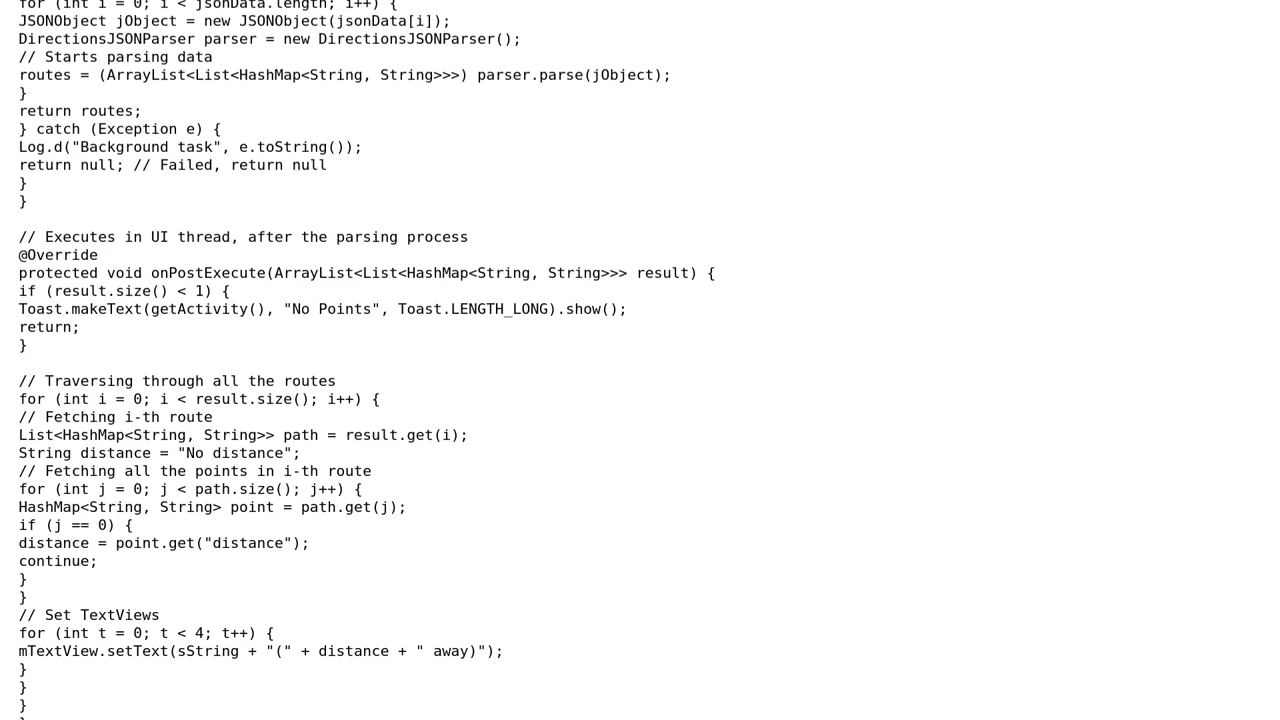 for (int i = 0; i < jsonData.length; i++) {
JSONObject jObject = new JSONObject(jsonData[i]);
DirectionsJSONParser parser = new DirectionsJSONParser();
// Starts parsing data
routes = (ArrayList<List<HashMap<String, String>>>) parser.parse(jObject);
}
return routes;
} catch (Exception e) {
Log.d("Background task", e.toString());
return null; // Failed, return null
}
}

// Executes in UI thread, after the parsing process
@Override
protected void onPostExecute(ArrayList<List<HashMap<String, String>>> result) {
if (result.size() < 1) {
Toast.makeText(getActivity(), "No Points", Toast.LENGTH_LONG).show();
return;
}

// Traversing through all the routes
for (int i = 0; i < result.size(); i++) {
// Fetching i-th route
List<HashMap<String, String>> path = result.get(i);
String distance = "No distance";
// Fetching all the points in i-th route
for (int j = 0; j < path.size(); j++) {
HashMap<String, String> point = path.get(j);
if (j == 0) {
distance = point.get("distance");
continue;
}
}
// Set TextViews
for (int t = 0; t < 4; t++) {
mTextView.setText(sString + "(" + distance + " away)");
}
}
}
}